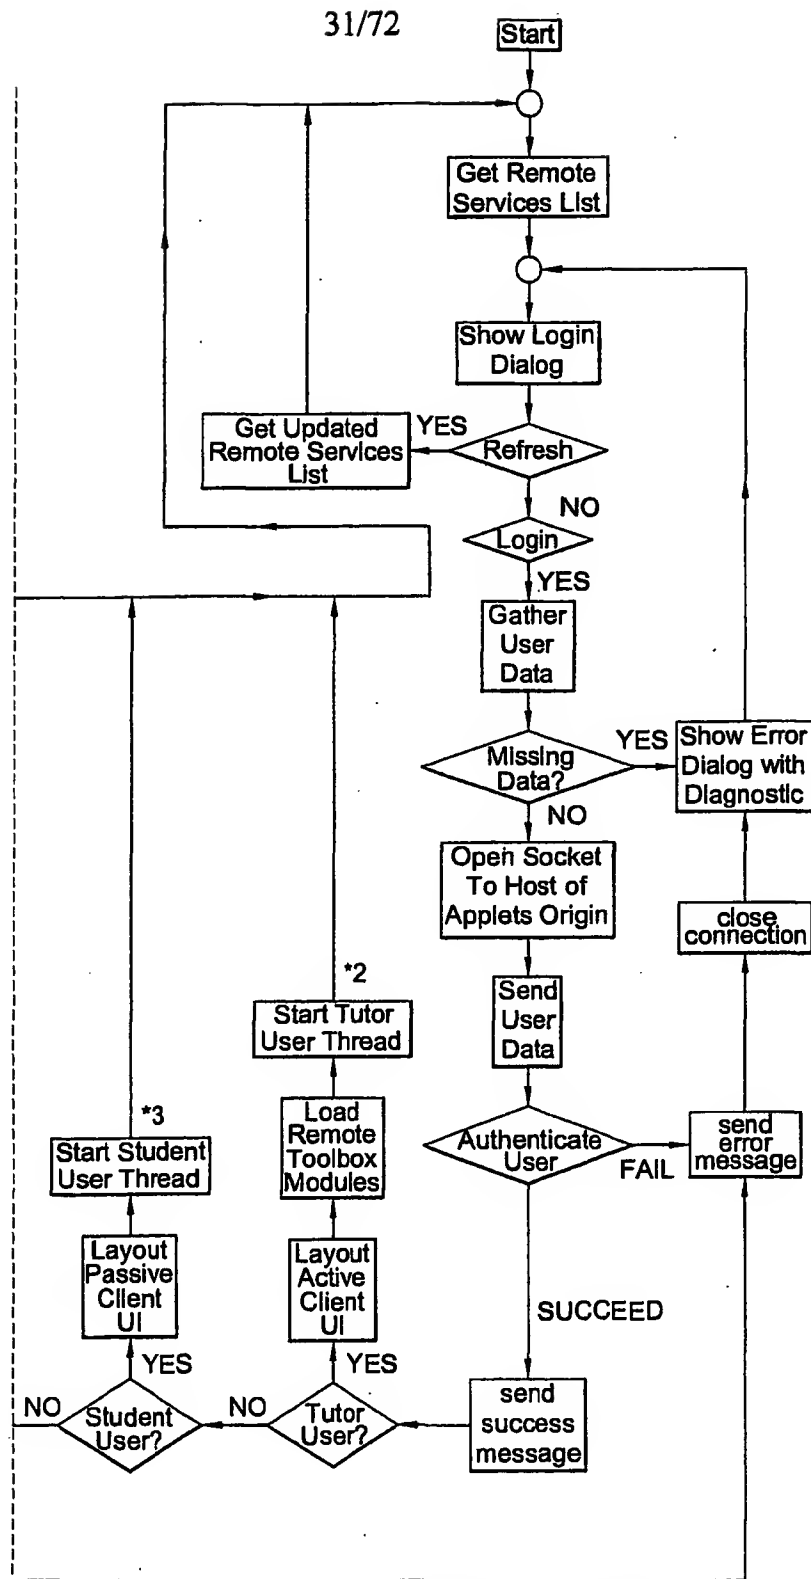 31/72
Start
Get Remote
Services List
Show Login
Dialog
Get Updated
Remote Services
List
YES
Refresh
NO
Login
YES
Gather
User
Data
Missing
Data?
YES
Show Error
Dialog with
Diagnostic
NO
Open Socket
To Host of
Applets Origin
close
connection
*2
Start Tutor
User Thread
Send
User
Data
*3
Start Student
User Thread
Load
Remote
Toolbox
Modules
Authenticate
User
FAIL
send
error
message
Layout
Passive
Client
UI
Layout
Active
Client
UI
SUCCEED
YES
YES
NO
Student
User?
NO
Tutor
User?
send
success
message